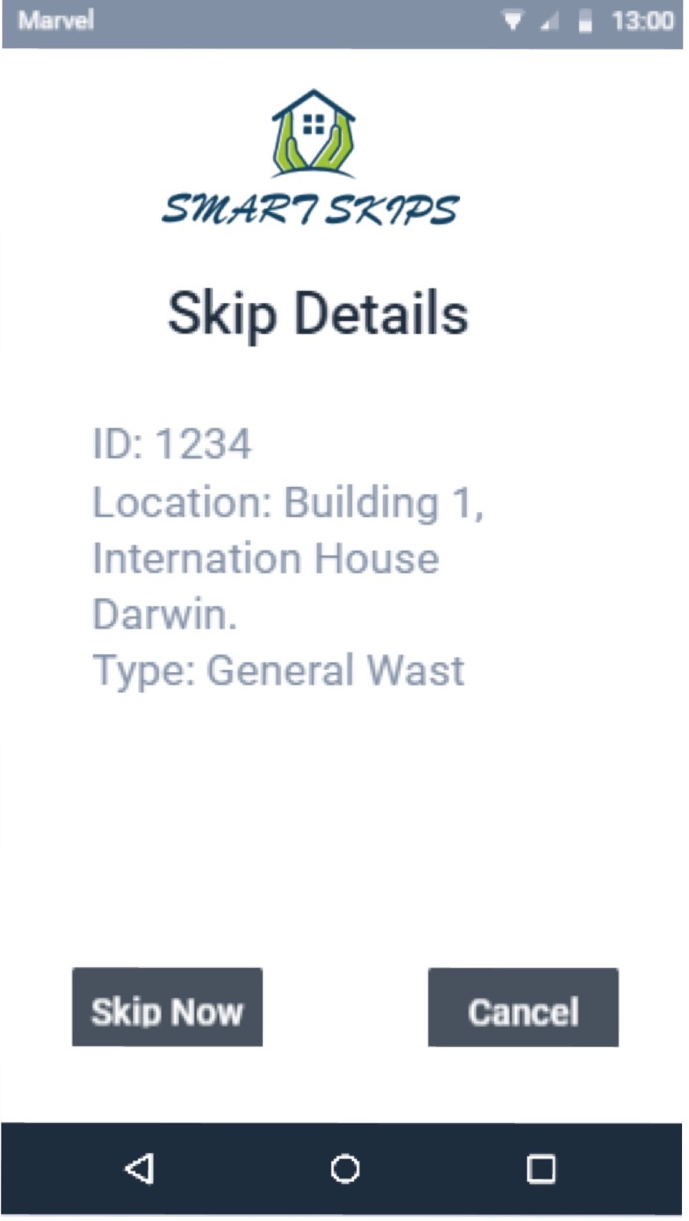 Marvel
13:00
SMART SKIPS
Skip Details
ID: 1234
Location: Building 1,
Internation House
Darwin.
Type: General Wast
Skip Now
Cancel